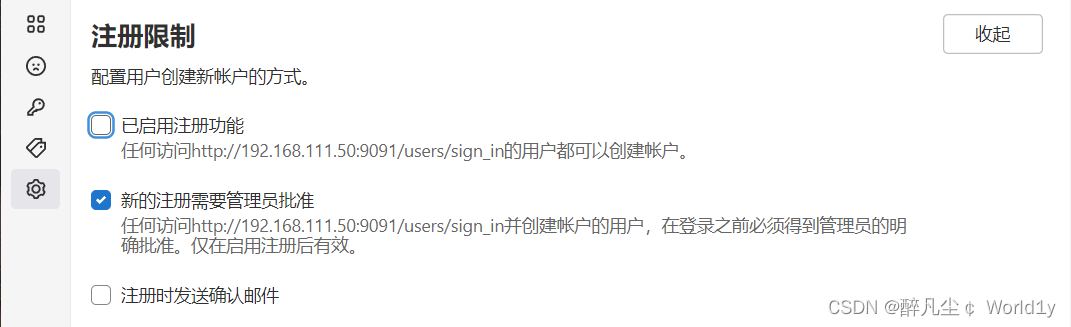 注册限制
收起
配置用户创建新帐户的方式。
已启用注册功能
任何访问http://192.168.111.50:9091/users/sign_in的用户都可以创建帐户。
新的注册需要管理员批准
任何访问http://192.168.111.50:9091/users/sign_in并创建帐户的用户，在登录之前必须得到管理员的明
确批准。仅在启用注册后有效。
注册时发送确认邮件
CSDN @醉凡尘￠ World1y